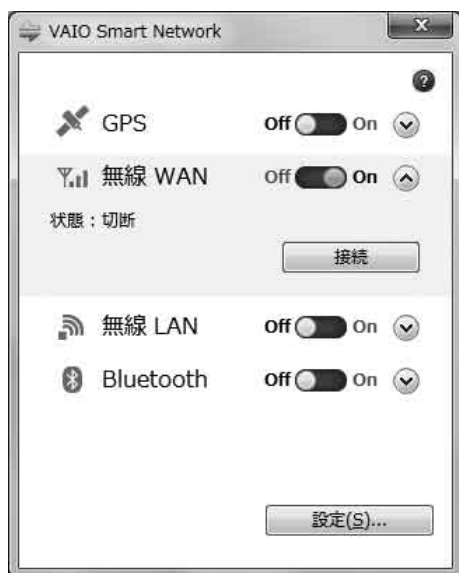 VAIO Smart Network
GPS Off On
無線 WAN Off On
状態：切断
接続
無線 LAN Off On
Bluetooth Off On
設定(S)...